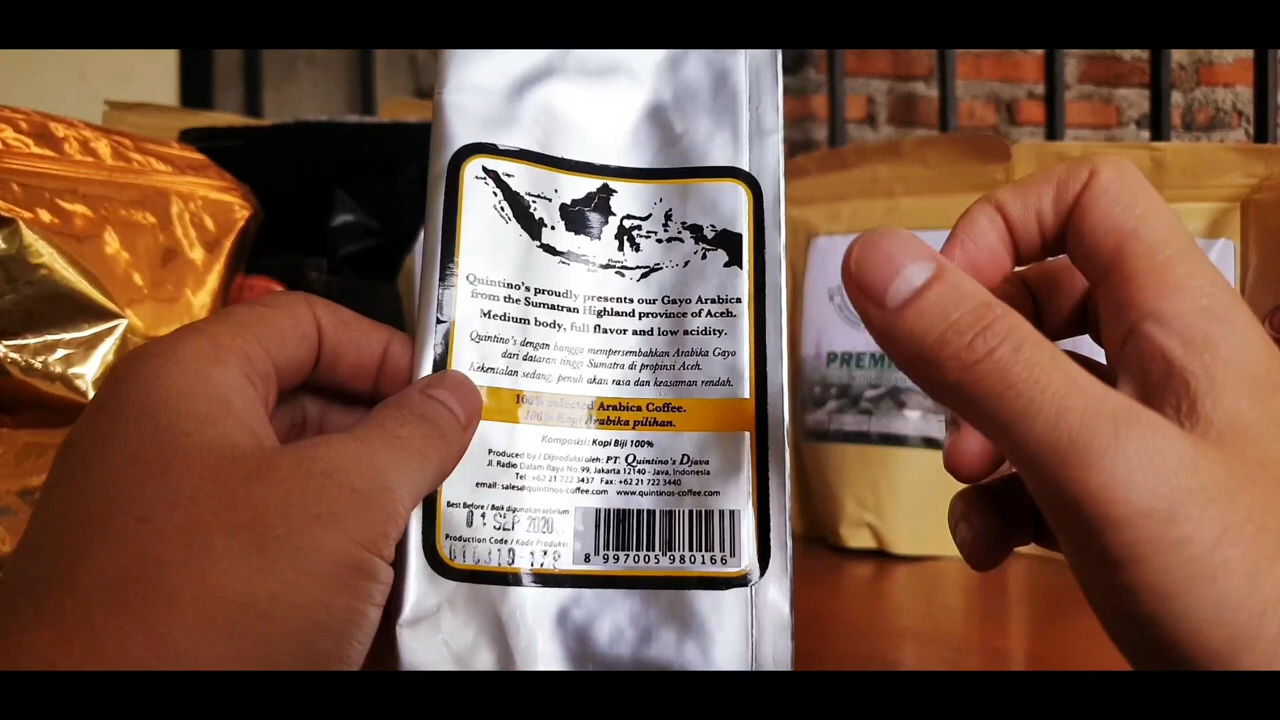 Quintino's proudly presents our Gayo Arabica
from the Sumatran Highland province of Aceh.
Medium body, full flavor and low acidity.
Quintino's dengan bangga mempersembahkan Arabika Gayo
dari dataran tinggi Sumatra di propinsi Aceh.
Kekentalan sedang, penuh akan rasa dan keasaman rendah.
100% selected Arabica Coffee.
100% Kopi Arabika pilihan.
Komposisi: Kopi Biji 100%
Produced by / Diproduksi oleh: PT. Quintino's Djava
Jl. Radio Dalam Raya No.99, Jakarta 12140 - Java, Indonesia
Tel: +62 21 722 3437 Fax: +62 21 722 3440
email: sales@quintinos-coffee.com www.quintinos-coffee.com
Best Before / Baik digunakan sebelum:
01 SEP 2020
Production Code / Kode Produksi:
8 997005 980166